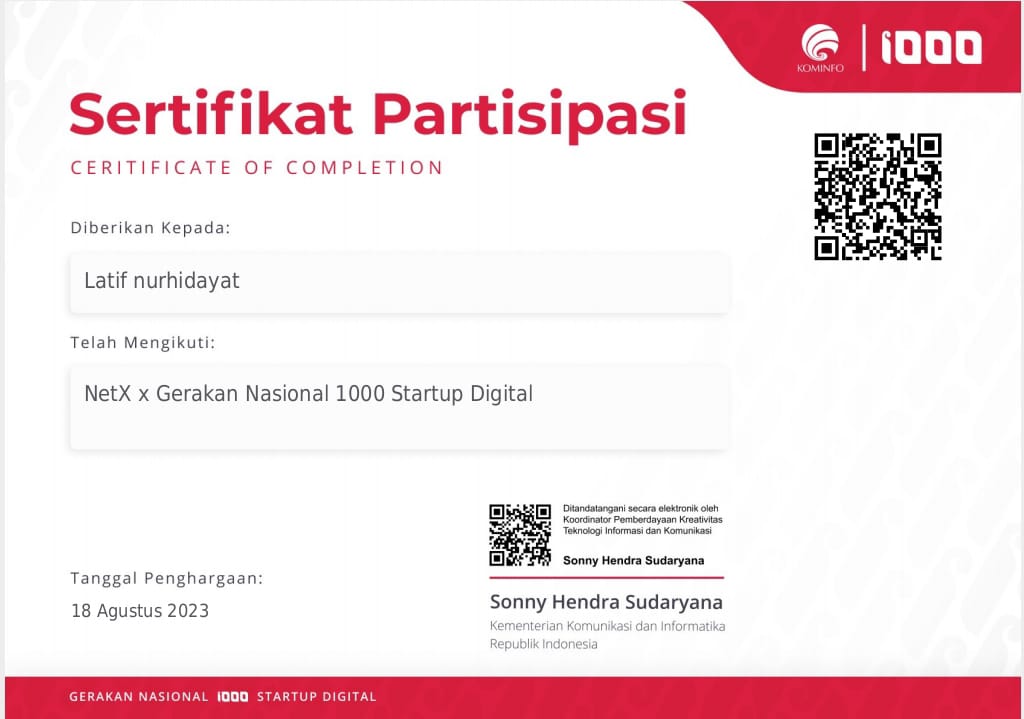 KOMINFO
1000
Sertifikat Partisipasi
CERITIFICATE OF COMPLETION
Diberikan Kepada:
Latif nurhidayat
Telah Mengikuti:
NetX x Gerakan Nasional 1000 Startup Digital
Ditandatangani secara elektronik oleh
Koordinator Pemberdayaan Kreativitas
Teknologi Informasi dan Komunikasi
Sonny Hendra Sudaryana
Tanggal Penghargaan:
18 Agustus 2023
Sonny Hendra Sudaryana
Kementerian Komunikasi dan Informatika
Republik Indonesia
GERAKAN NASIONAL 1000 STARTUP DIGITAL